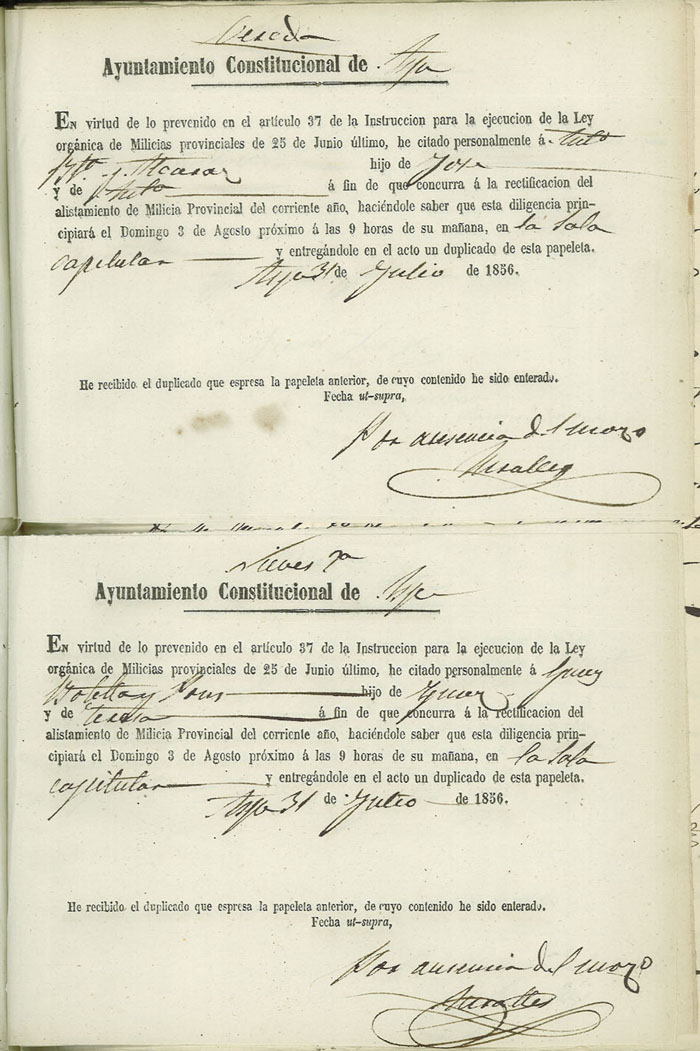 Ayuntamiento Constitucional de
En virtud de lo prevenido en el artículo 37 de la Instruccion para la ejecucion de la Ley
orgánica de Milicias provinciales de 25 de Junio último, he citado personalmente á
hijo de Jose
y de á fin de que concurra á la rectificacion del
alistamiento de Milicia Provincial del corriente año, haciéndole saber que esta diligencia prin-
cipiará el Domingo 3 de Agosto próximo á las 9 horas de su mañana, en la Sala
capitular y entregándole en el acto un duplicado de esta papeleta.
31 de Julio de 1856.
He recibido el duplicado que espresa la papeleta anterior, de cuyo contenido he sido enterado.
Fecha ut-supra,
Por ausencia del mozo
Ayuntamiento Constitucional de
En virtud de lo prevenido en el artículo 37 de la Instruccion para la ejecucion de la Ley
orgánica de Milicias provinciales de 25 de Junio último, he citado personalmente á
hijo de
y de Teresa á fin de que concurra á la rectificacion del
alistamiento de Milicia Provincial del corriente año, haciéndole saber que esta diligencia prin-
cipiará el Domingo 3 de Agosto próximo á las 9 horas de su mañana, en la Sala
capitular y entregándole en el acto un duplicado de esta papeleta.
31 de Julio de 1856.
He recibido el duplicado que espresa la papeleta anterior, de cuyo contenido he sido enterado.
Fecha ut-supra,
Por ausencia del mozo